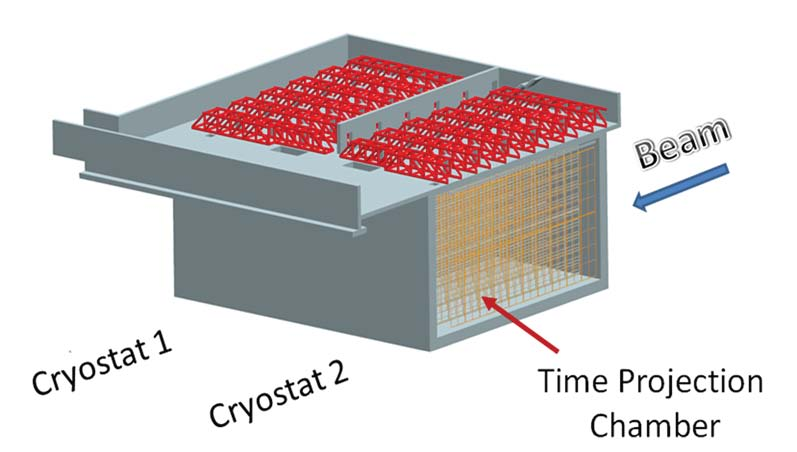 Beam
Cryostat 1
Cryostat 2
Time Projection
Chamber